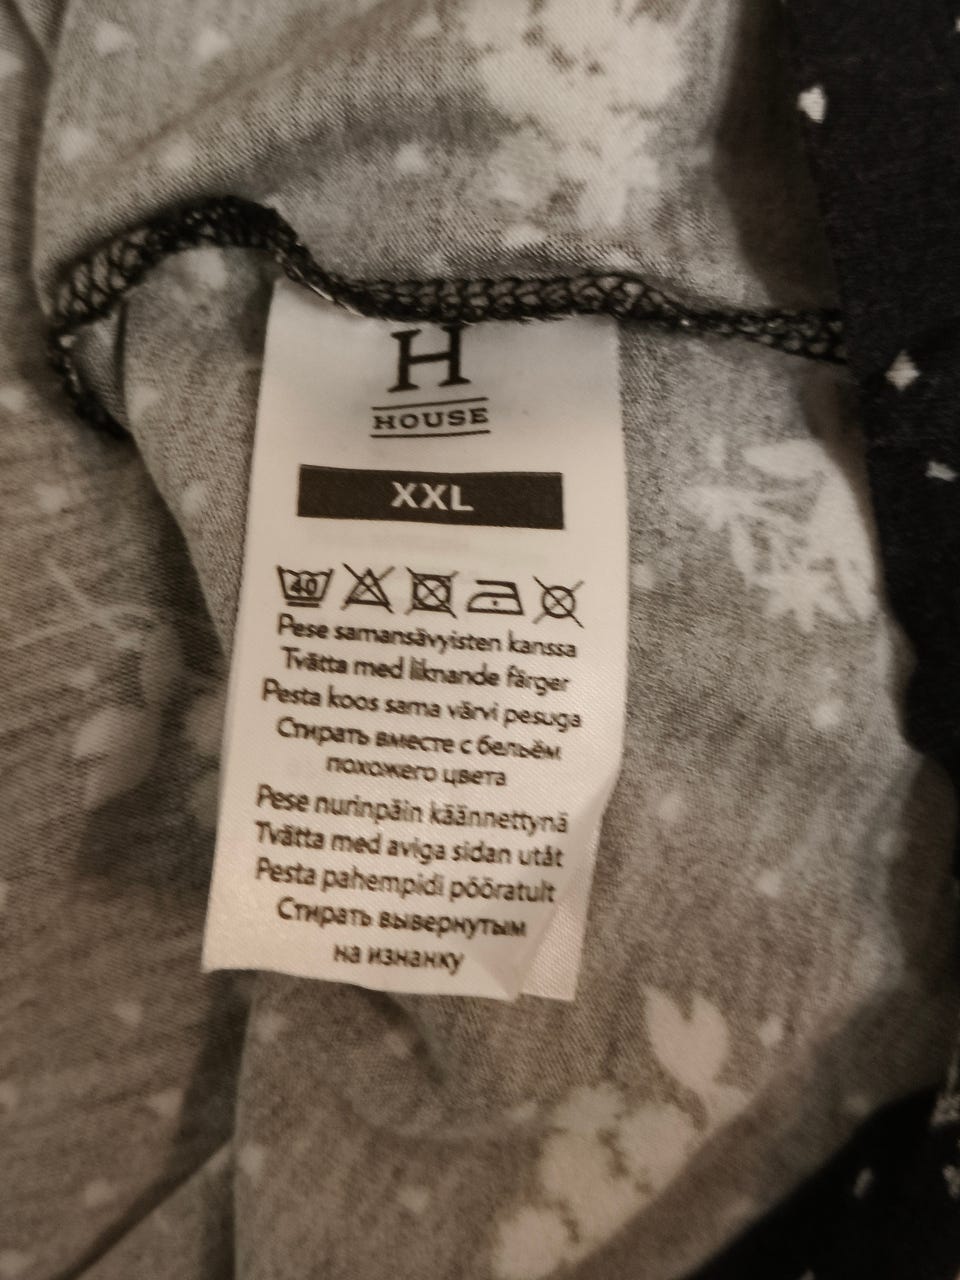 H
HOUSE
XXL
40
Pese samansävyisten kanssa
Tvätta med liknande färger
Pesta koos sama värvi pesuga
Стирать вместе с бельём
похожего цвета
Pese nurinpäin käännettynä
Tvätta med aviga sidan utåt
Pesta pahempidi pööratult
Стирать вывернутым
на изнанку